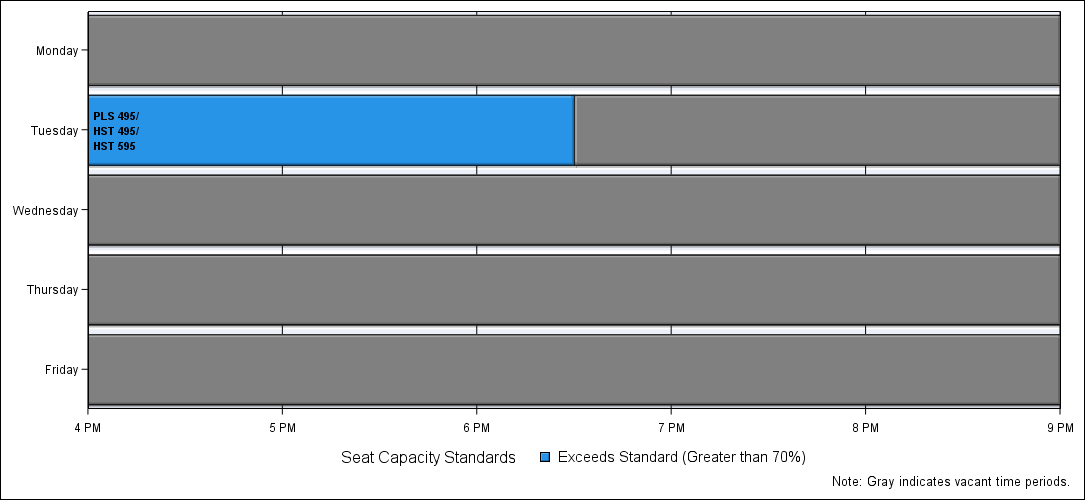 Monday
PLS 495/
HST 495/
HST 595
Tuesday
Wednesday
Thursday
Friday
4 PM 5 PM 6 PM 7 PM 8 PM 9 PM
Seat Capacity Standards Exceeds Standard (Greater than 70%)
Note: Gray indicates vacant time periods.